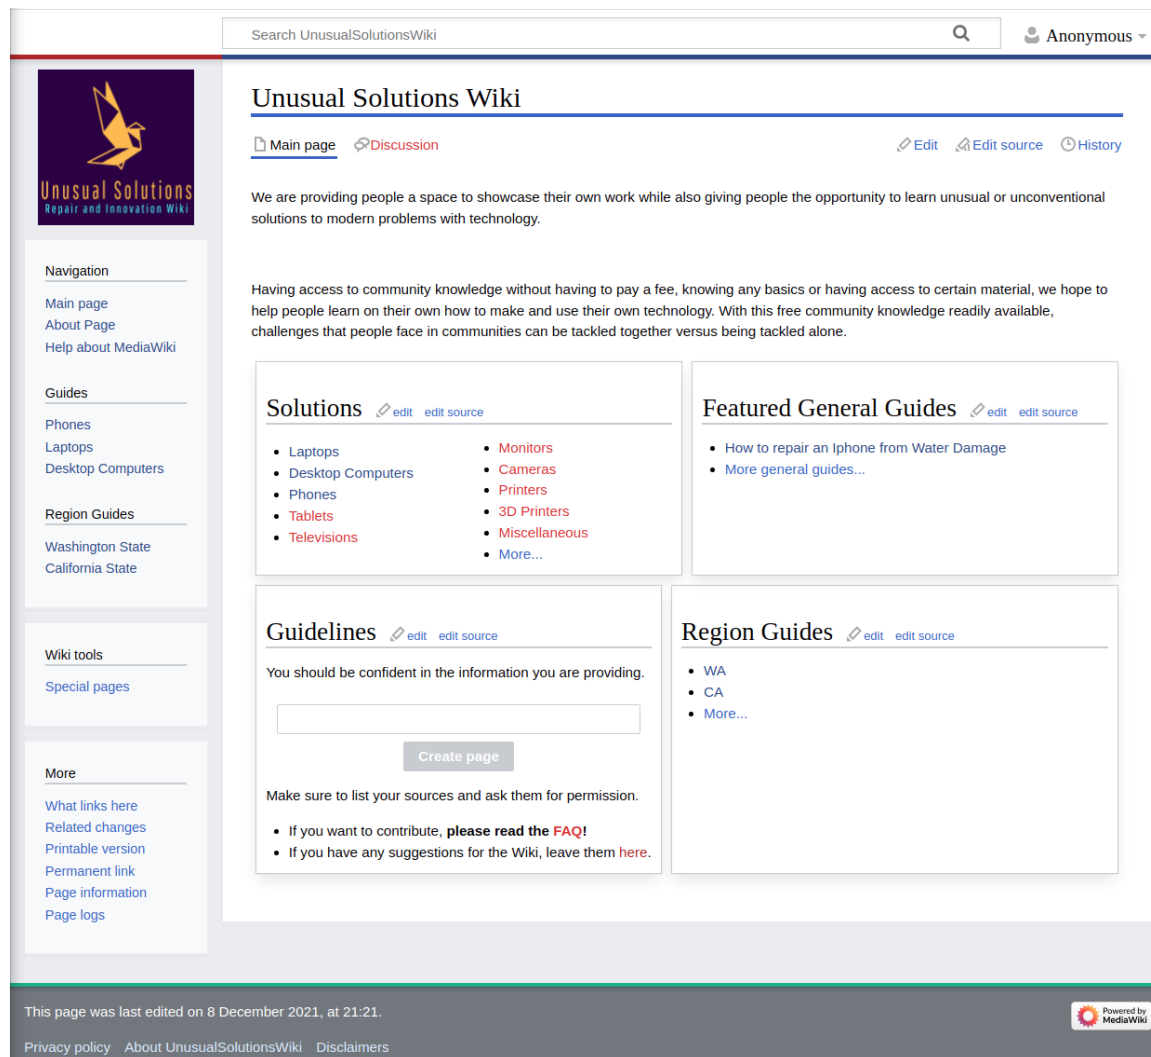 Search UnusualSolutionsWiki
Anonymous
Unusual Solutions
Repair and Innovation Wiki
Navigation
Main page
About Page
Help about MediaWiki
Guides
Phones
Laptops
Desktop Computers
Region Guides
Washington State
California State
Wiki tools
Special pages
More
What links here
Related changes
Printable version
Permanent link
Page information
Page logs
Unusual Solutions Wiki
Main page Discussion Edit Edit source History
We are providing people a space to showcase their own work while also giving people the opportunity to learn unusual or unconventional
solutions to modern problems with technology.
Having access to community knowledge without having to pay a fee, knowing any basics or having access to certain material, we hope to
help people learn on their own how to make and use their own technology. With this free community knowledge readily available,
challenges that people face in communities can be tackled together versus being tackled alone.
Solutions edit edit source
• Laptops
• Desktop Computers
• Phones
• Tablets
• Televisions
• Monitors
• Cameras
• Printers
• 3D Printers
• Miscellaneous
• More...
Featured General Guides edit edit source
• How to repair an Iphone from Water Damage
• More general guides...
Guidelines edit edit source
You should be confident in the information you are providing.
Create page
Make sure to list your sources and ask them for permission.
• If you want to contribute, please read the FAQ!
• If you have any suggestions for the Wiki, leave them here.
Region Guides edit edit source
• WA
• CA
• More...
This page was last edited on 8 December 2021, at 21:21.
Powered by
MediaWiki
Privacy policy About UnusualSolutionsWiki Disclaimers